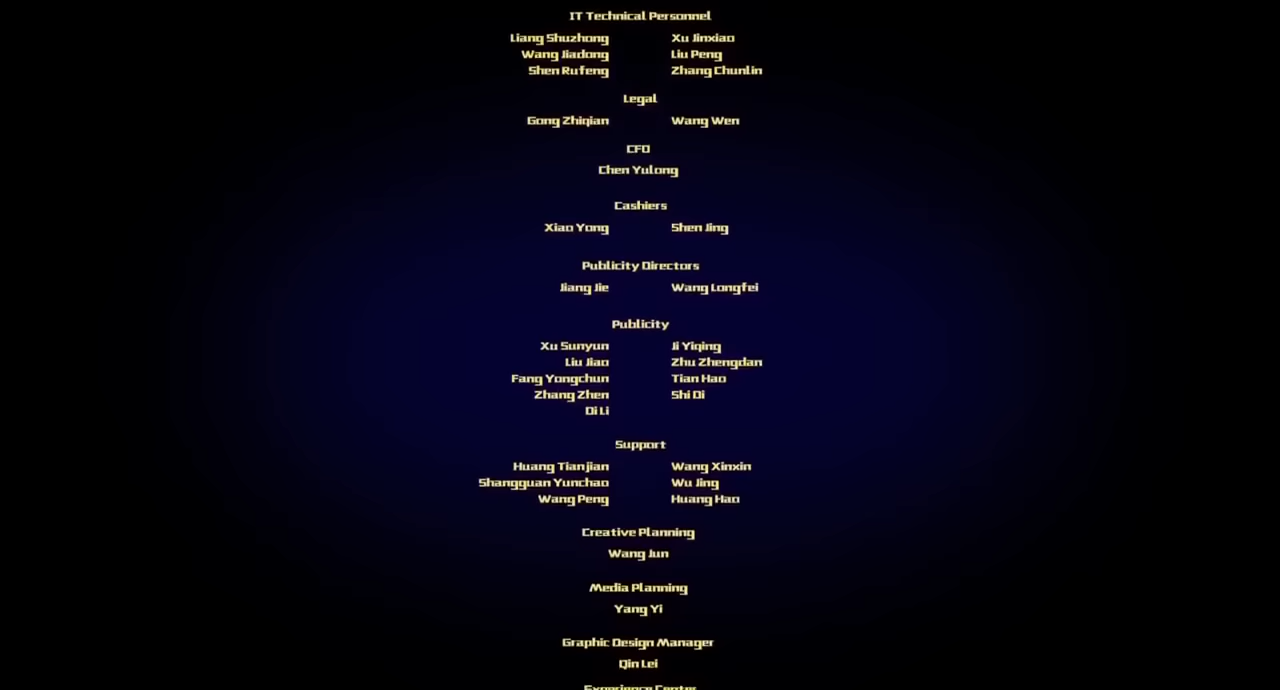 IT Technical Personnel
Liang Shuzhong Xu Jinxiao
Wang Jiadong Liu Peng
Shen Rufeng Zhang Chunlin
Legal
Gong Zhiqian Wang Wen
CFO
Chen Yulong
Cashiers
Xiao Yong Shen Jing
Publicity Directors
Jiang Jie Wang Longfei
Publicity
Xu Sunyun Ji Yiqing
Liu Jiao Zhu Zhengdan
Fang Yongchun Tian Hao
Zhang Zhen Shi Di
Di Li
Support
Huang Tianjian Wang Xinxin
Shangguan Yunchao Wu Jing
Wang Peng Huang Hao
Creative Planning
Wang Jun
Media Planning
Yang Yi
Graphic Design Manager
Qin Lei
Experience Center